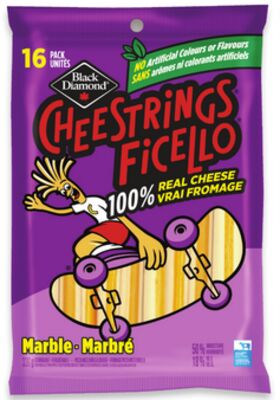 16 PACK
UNITÉS
NO Artificial Colours or Flavours
SANS arômes ni colorants artificiels
Black
Diamond
CHEESTRINGS
FICELLO
100% REAL CHEESE
VRAI FROMAGE
Marble - Marbré